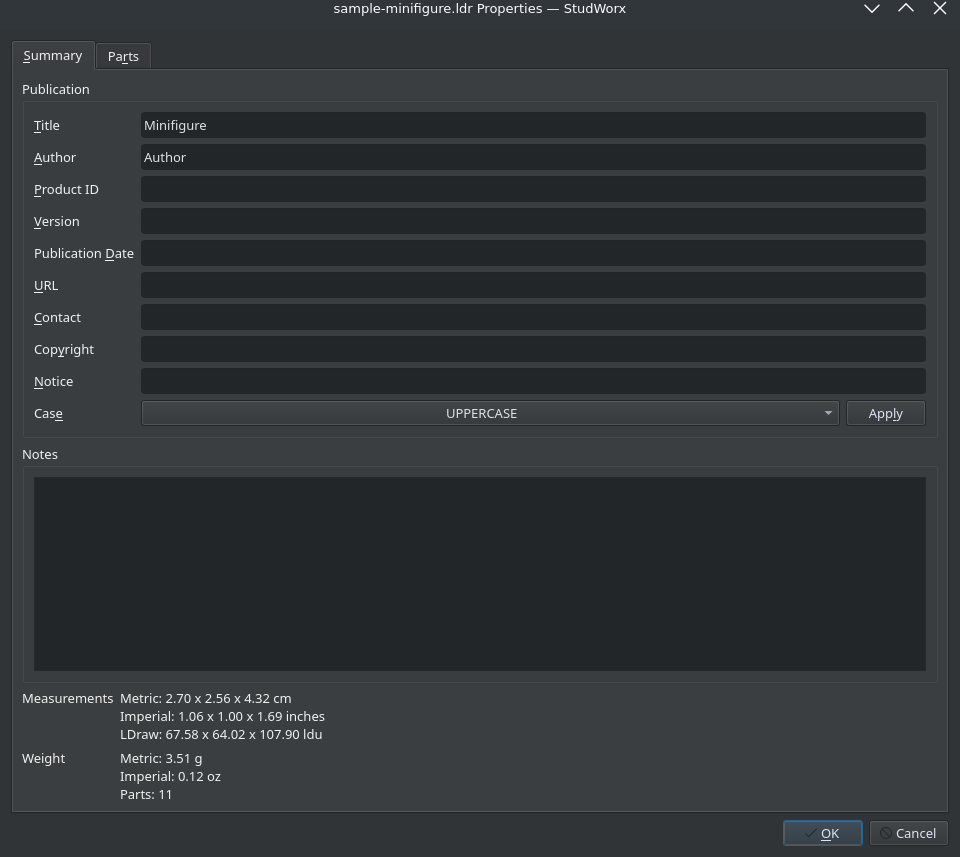 sample-minifigure.ldr Properties — StudWorx
Summary Parts
Publication
Title Minifigure
Author Author
Product ID
Version
Publication Date
URL
Contact
Copyright
Notice
Case UPPERCASE Apply
Notes
Measurements Metric: 2.70 x 2.56 x 4.32 cm
Imperial: 1.06 x 1.00 x 1.69 inches
LDraw: 67.58 x 64.02 x 107.90 ldu
Weight Metric: 3.51 g
Imperial: 0.12 oz
Parts: 11
OK Cancel